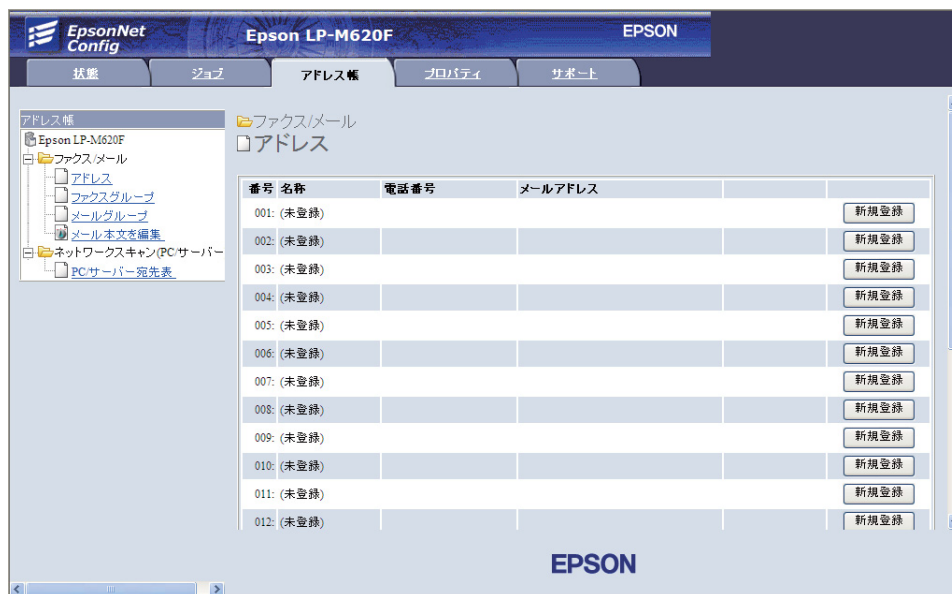 EpsonNet
Config
Epson LP-M620F
EPSON
状態 ジョブ アドレス帳 プロパティ サポート
アドレス帳
Epson LP-M620F
ファクス/メール
アドレス
ファクスグループ
メールグループ
メール本文を編集
ネットワークスキャン(PC/サーバー
PC/サーバー宛先表
ファクス/メール
アドレス
番号 名称 電話番号 メールアドレス
001: (未登録) 新規登録
002: (未登録) 新規登録
003: (未登録) 新規登録
004: (未登録) 新規登録
005: (未登録) 新規登録
006: (未登録) 新規登録
007: (未登録) 新規登録
008: (未登録) 新規登録
009: (未登録) 新規登録
010: (未登録) 新規登録
011: (未登録) 新規登録
012: (未登録) 新規登録
EPSON